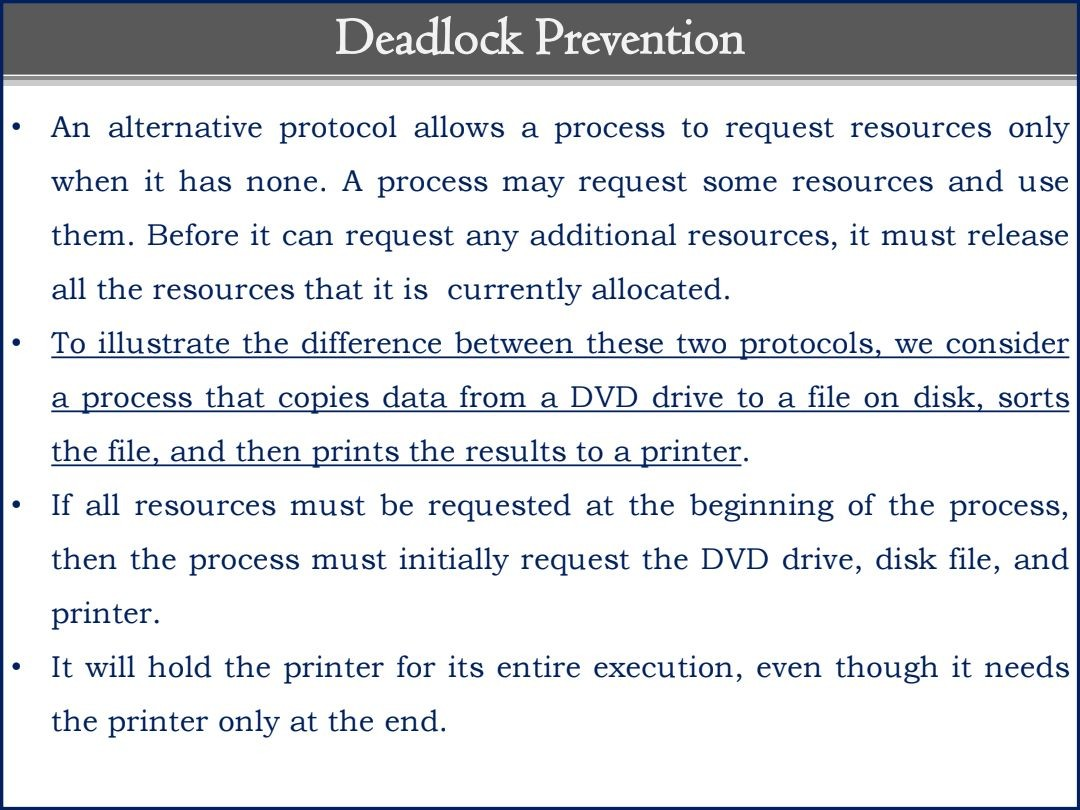 Deadlock Prevention
• An alternative protocol allows a process to request resources only
when it has none. A process may request some resources and use
them. Before it can request any additional resources, it must release
all the resources that it is currently allocated.
• To illustrate the difference between these two protocols, we consider
a process that copies data from a DVD drive to a file on disk, sorts
the file, and then prints the results to a printer.
• If all resources must be requested at the beginning of the process,
then the process must initially request the DVD drive, disk file, and
printer.
• It will hold the printer for its entire execution, even though it needs
the printer only at the end.